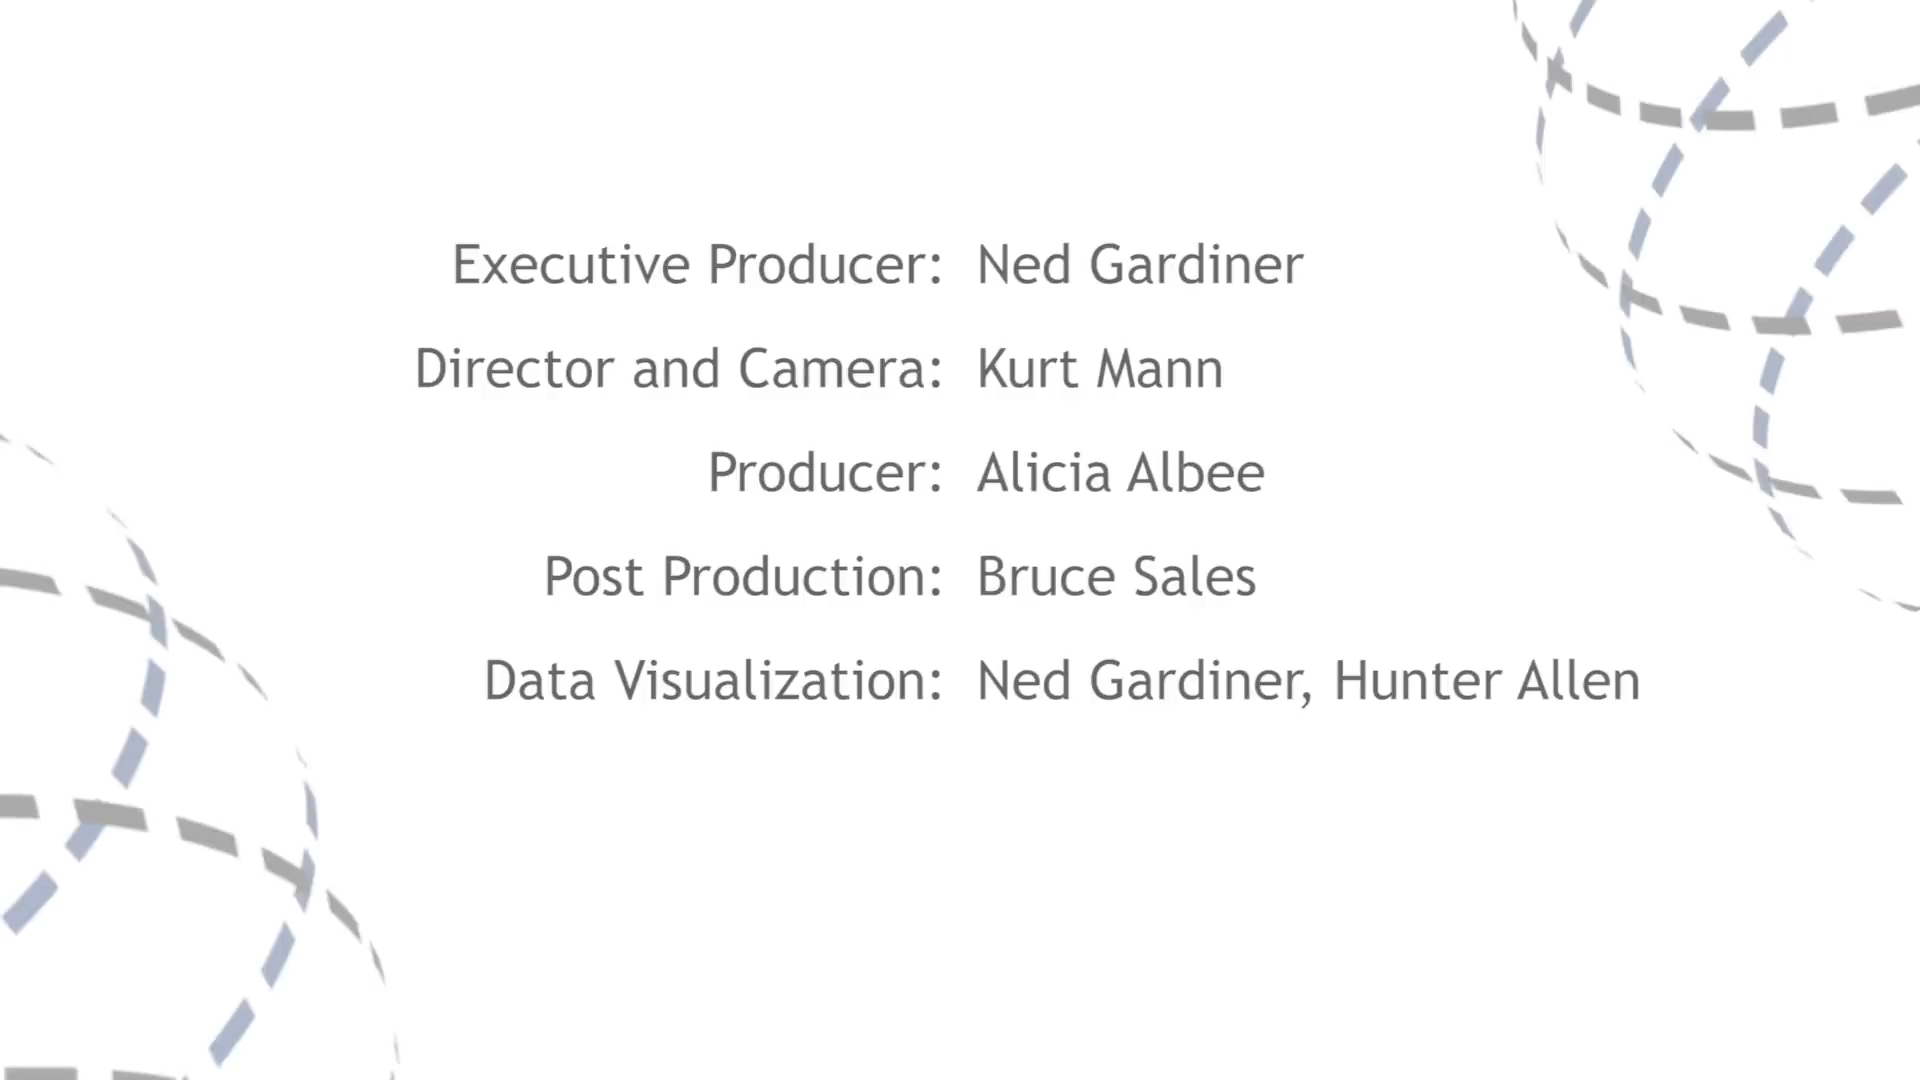 Executive Producer: Ned Gardiner
Director and Camera: Kurt Mann
Producer: Alicia Albee
Post Production: Bruce Sales
Data Visualization: Ned Gardiner, Hunter Allen